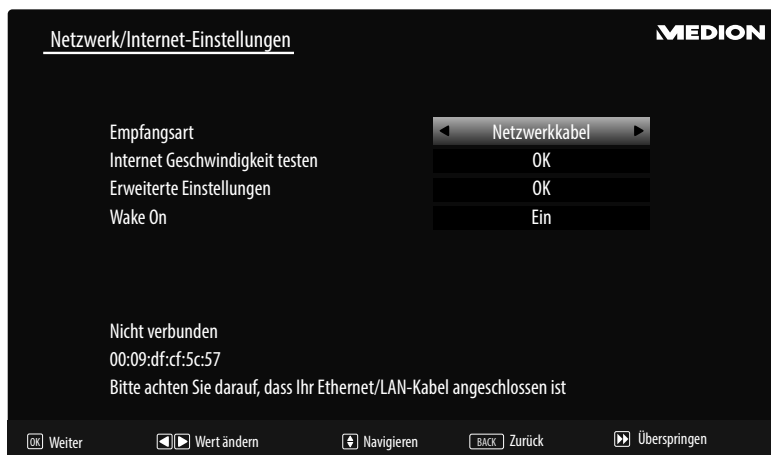 Netzwerk/Internet-Einstellungen
MEDION
Empfangsart Netzwerkkabel
Internet Geschwindigkeit testen OK
Erweiterte Einstellungen OK
Wake On Ein
Nicht verbunden
00:09:df:cf:5c:57
Bitte achten Sie darauf, dass Ihr Ethernet/LAN-Kabel angeschlossen ist
OK Weiter Wert ändern Navigieren BACK Zurück Überspringen